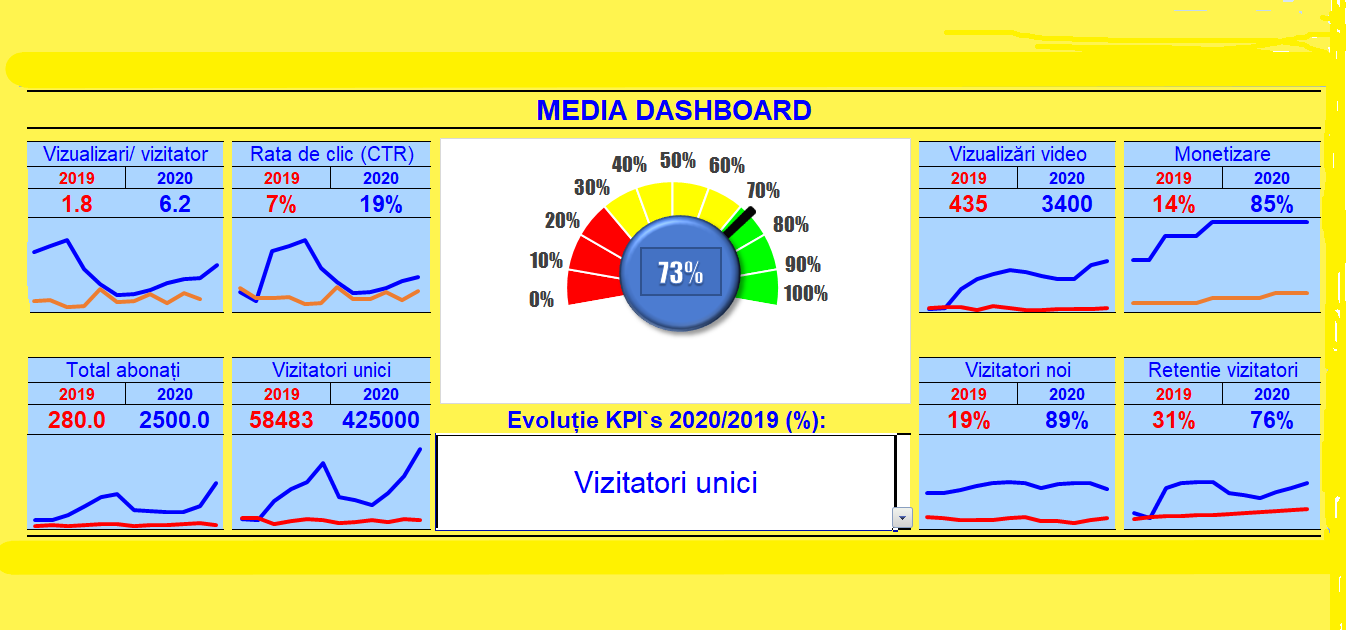 MEDIA DASHBOARD
Vizualizari/ vizitator
2019 2020
1.8 6.2
Rata de clic (CTR)
2019 2020
7% 19%
0% 10% 20% 30% 40% 50% 60% 70% 80% 90% 100%
73%
Vizualizări video
2019 2020
435 3400
Monetizare
2019 2020
14% 85%
Total abonați
2019 2020
280.0 2500.0
Vizitatori unici
2019 2020
58483 425000
Evoluție KPI`s 2020/2019 (%):
Vizitatori unici
Vizitatori noi
2019 2020
19% 89%
Retentie vizitatori
2019 2020
31% 76%